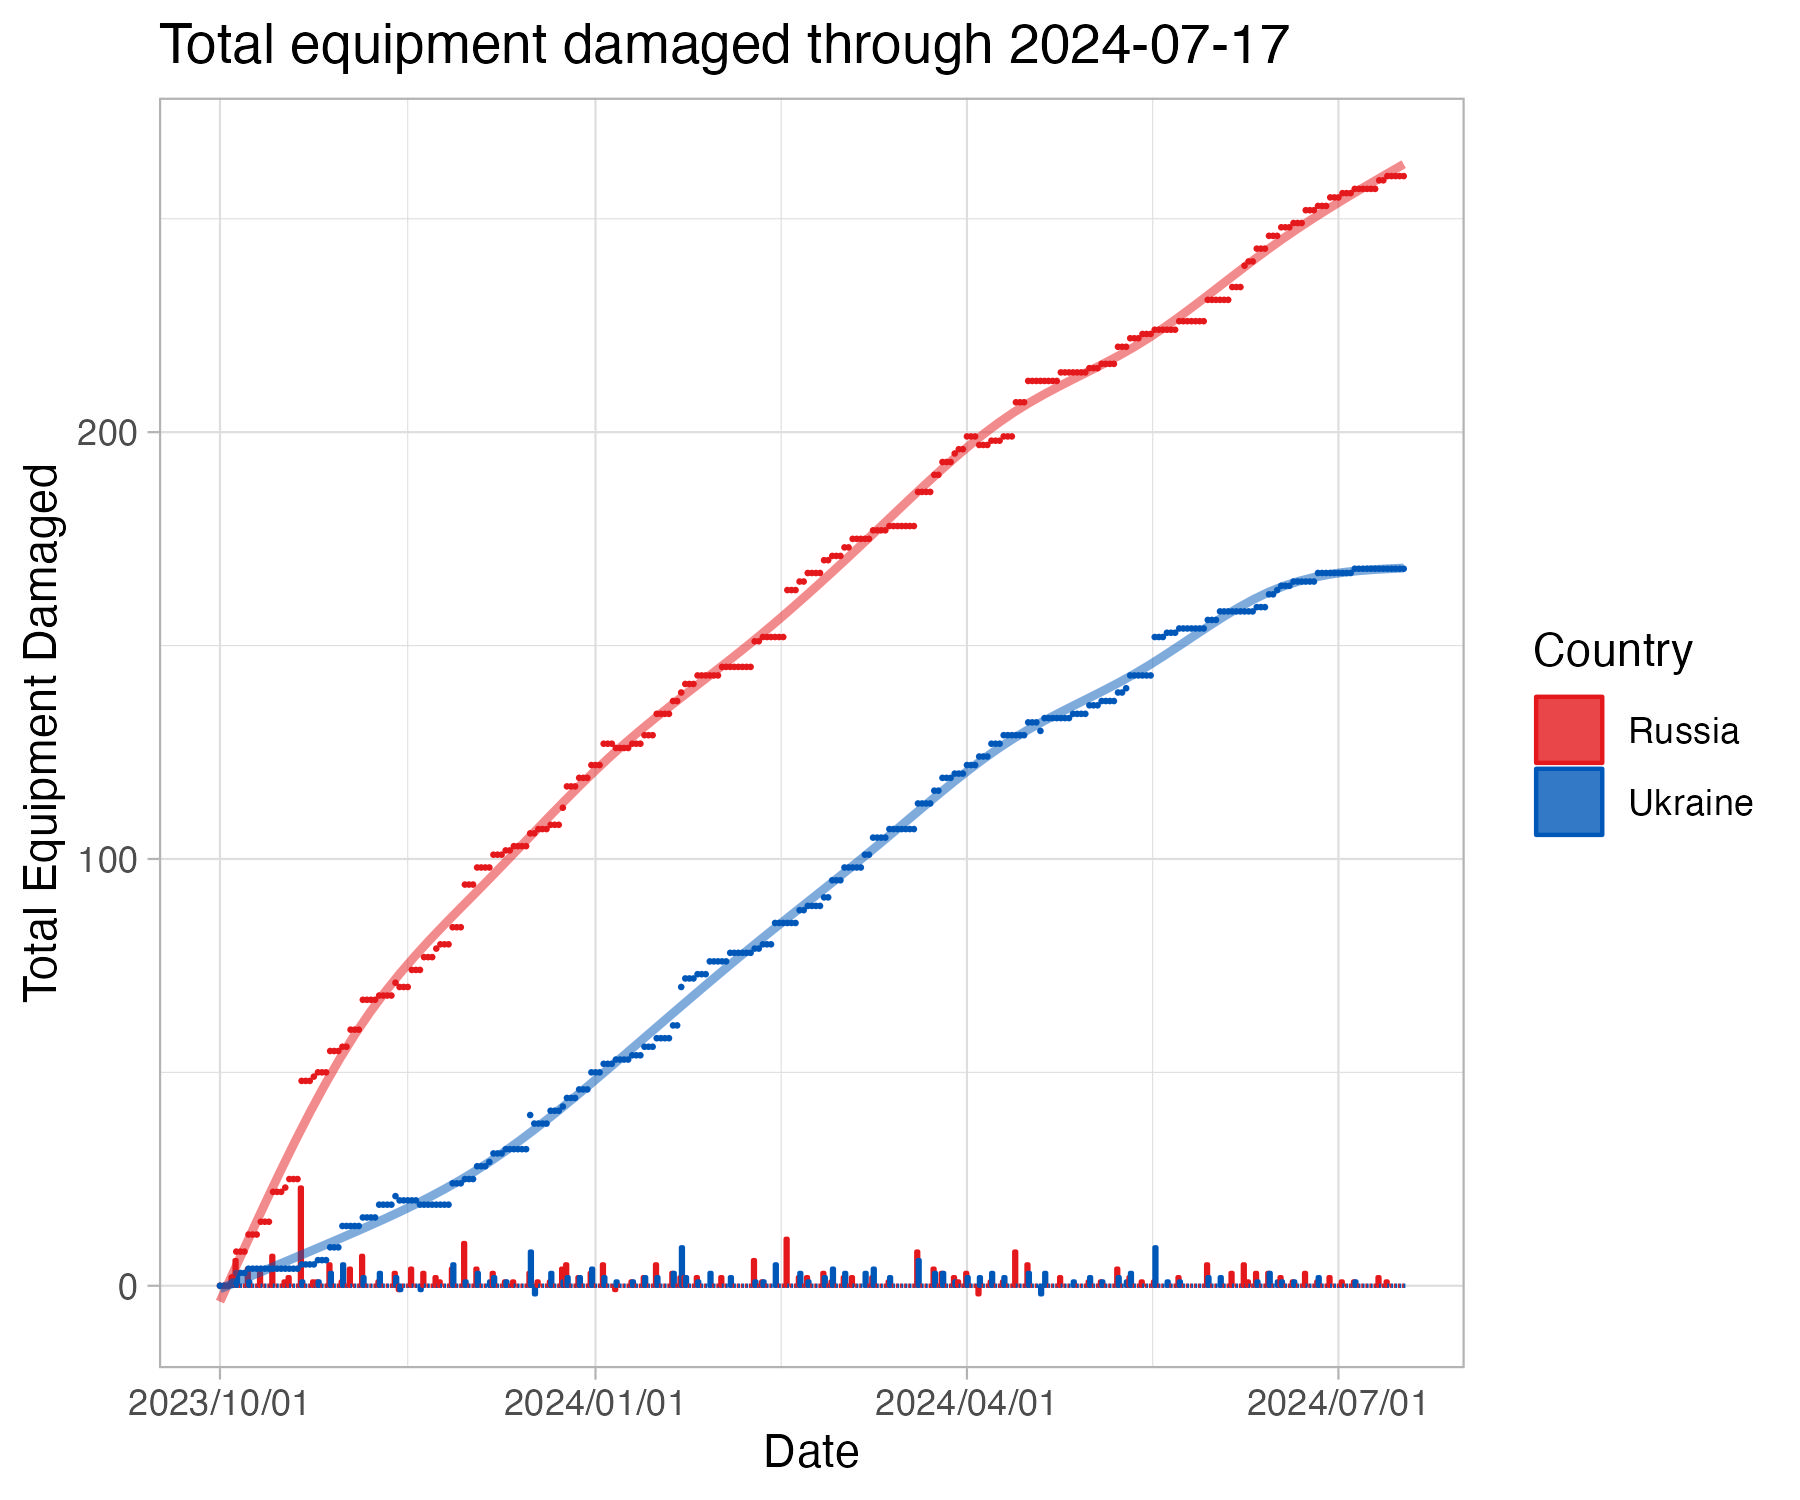 Total equipment damaged through 2024-07-17
Total Equipment Damaged
200
100
0
2023/10/01
2024/01/01
2024/04/01
2024/07/01
Date
Country
Russia
Ukraine